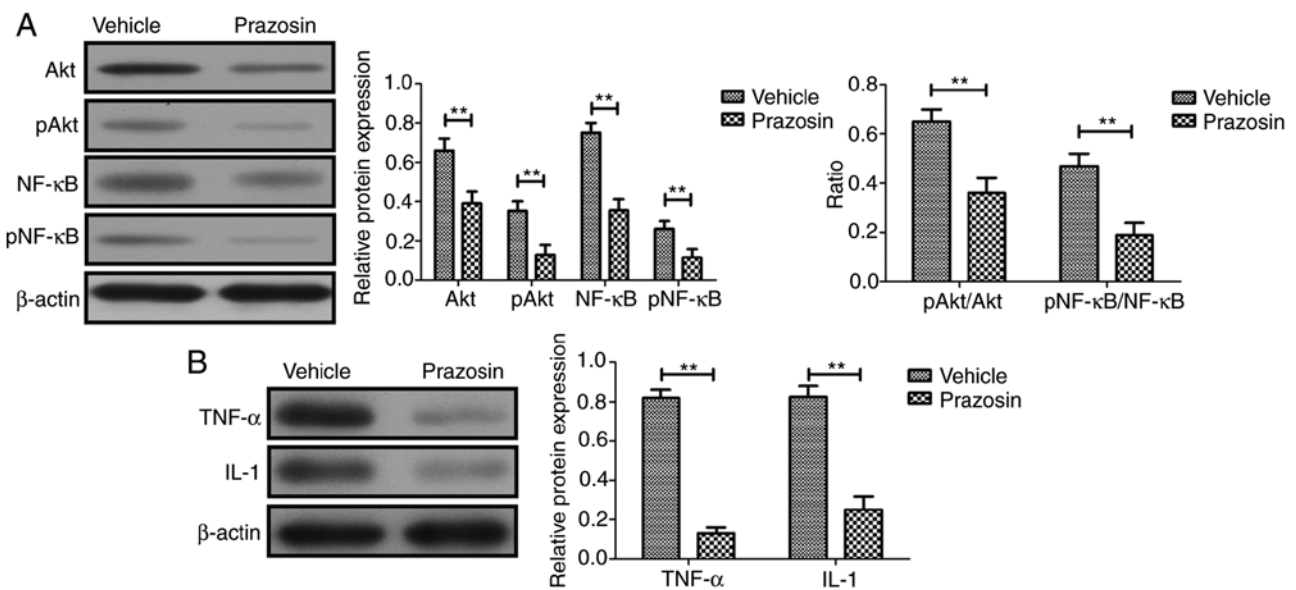 A
Vehicle Prazosin
Akt
pAkt
NF-κB
pNF-κB
β-actin
Relative protein expression
1.0
0.8
0.6
0.4
0.2
0.0
** ** ** **
Akt pAkt NF-κB pNF-κB
Vehicle
Prazosin
Ratio
0.8
0.6
0.4
0.2
0.0
** **
pAkt/Akt pNF-κB/NF-κB
Vehicle
Prazosin
B
Vehicle Prazosin
TNF-α
IL-1
β-actin
Relative protein expression
1.0
0.8
0.6
0.4
0.2
0.0
** **
TNF-α IL-1
Vehicle
Prazosin